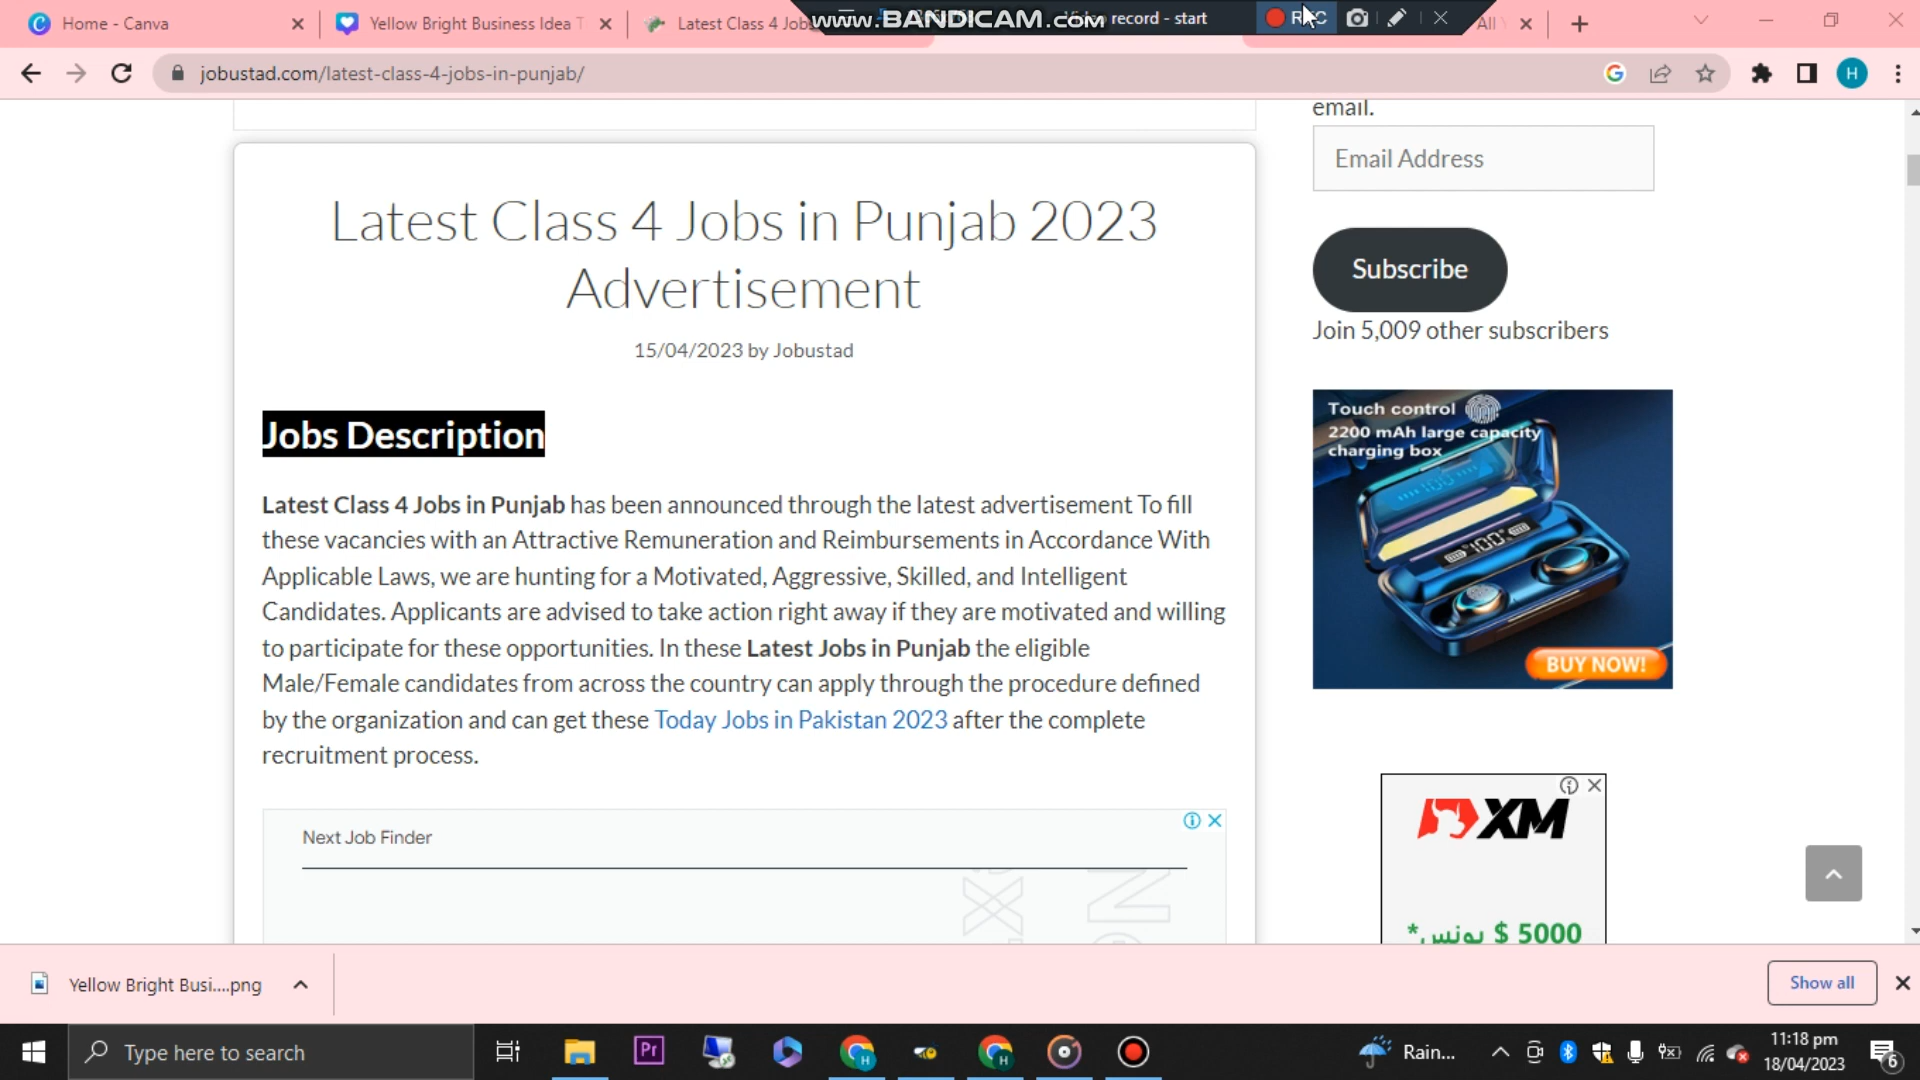 Home - Canva
Yellow Bright Business Idea T
Latest Class 4 Jobs
www.BANDICAM.com
record - start
REC
All
jobustad.com/latest-class-4-jobs-in-punjab/
H
email.
Email Address
Subscribe
Join 5,009 other subscribers
Latest Class 4 Jobs in Punjab 2023
Advertisement
15/04/2023 by Jobustad
Jobs Description
Latest Class 4 Jobs in Punjab has been announced through the latest advertisement To fill
these vacancies with an Attractive Remuneration and Reimbursements in Accordance With
Applicable Laws, we are hunting for a Motivated, Aggressive, Skilled, and Intelligent
Candidates. Applicants are advised to take action right away if they are motivated and willing
to participate for these opportunities. In these Latest Jobs in Punjab the eligible
Male/Female candidates from across the country can apply through the procedure defined
by the organization and can get these Today Jobs in Pakistan 2023 after the complete
recruitment process.
Touch control
2200 mAh large capacity
charging box
100
BUY NOW!
Next Job Finder
XM
*بونس $ 5000
Yellow Bright Busi....png
Show all
Type here to search
Pr
H
H
Rain...
11:18 pm
18/04/2023
6